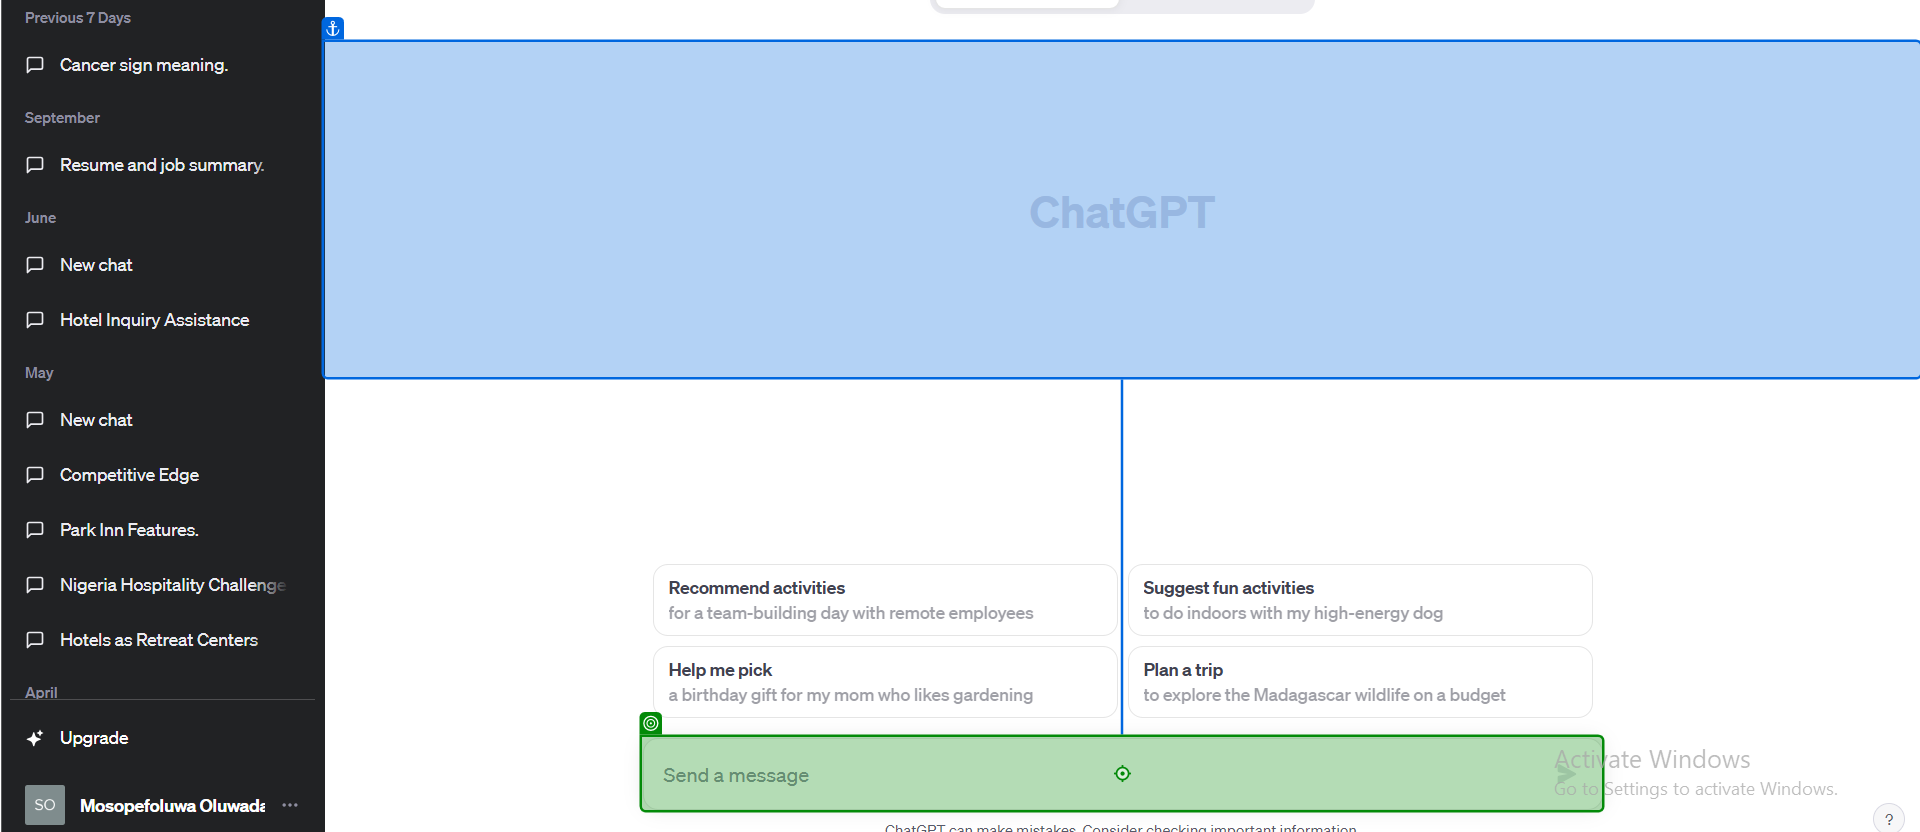 Previous 7 Days
Cancer sign meaning.
September
Resume and job summary.
June
New chat
Hotel Inquiry Assistance
May
New chat
Competitive Edge
Park Inn Features.
Nigeria Hospitality Challenge
Hotels as Retreat Centers
April
Upgrade
SO
Mosopefoluwa Oluwada
ChatGPT
Recommend activities
for a team-building day with remote employees
Suggest fun activities
to do indoors with my high-energy dog
Help me pick
a birthday gift for my mom who likes gardening
Plan a trip
to explore the Madagascar wildlife on a budget
Send a message
Activate Windows
Go to Settings to activate Windows.
ChatGPT can make mistakes. Consider checking important information.
?